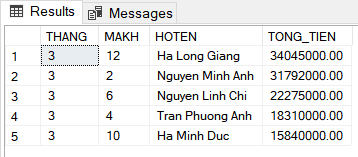 Results Messages
THANG MAKH HOTEN TONG_TIEN
1 3 12 Ha Long Giang 34045000.00
2 3 2 Nguyen Minh Anh 31792000.00
3 3 6 Nguyen Linh Chi 22275000.00
4 3 4 Tran Phuong Anh 18310000.00
5 3 10 Ha Minh Duc 15840000.00